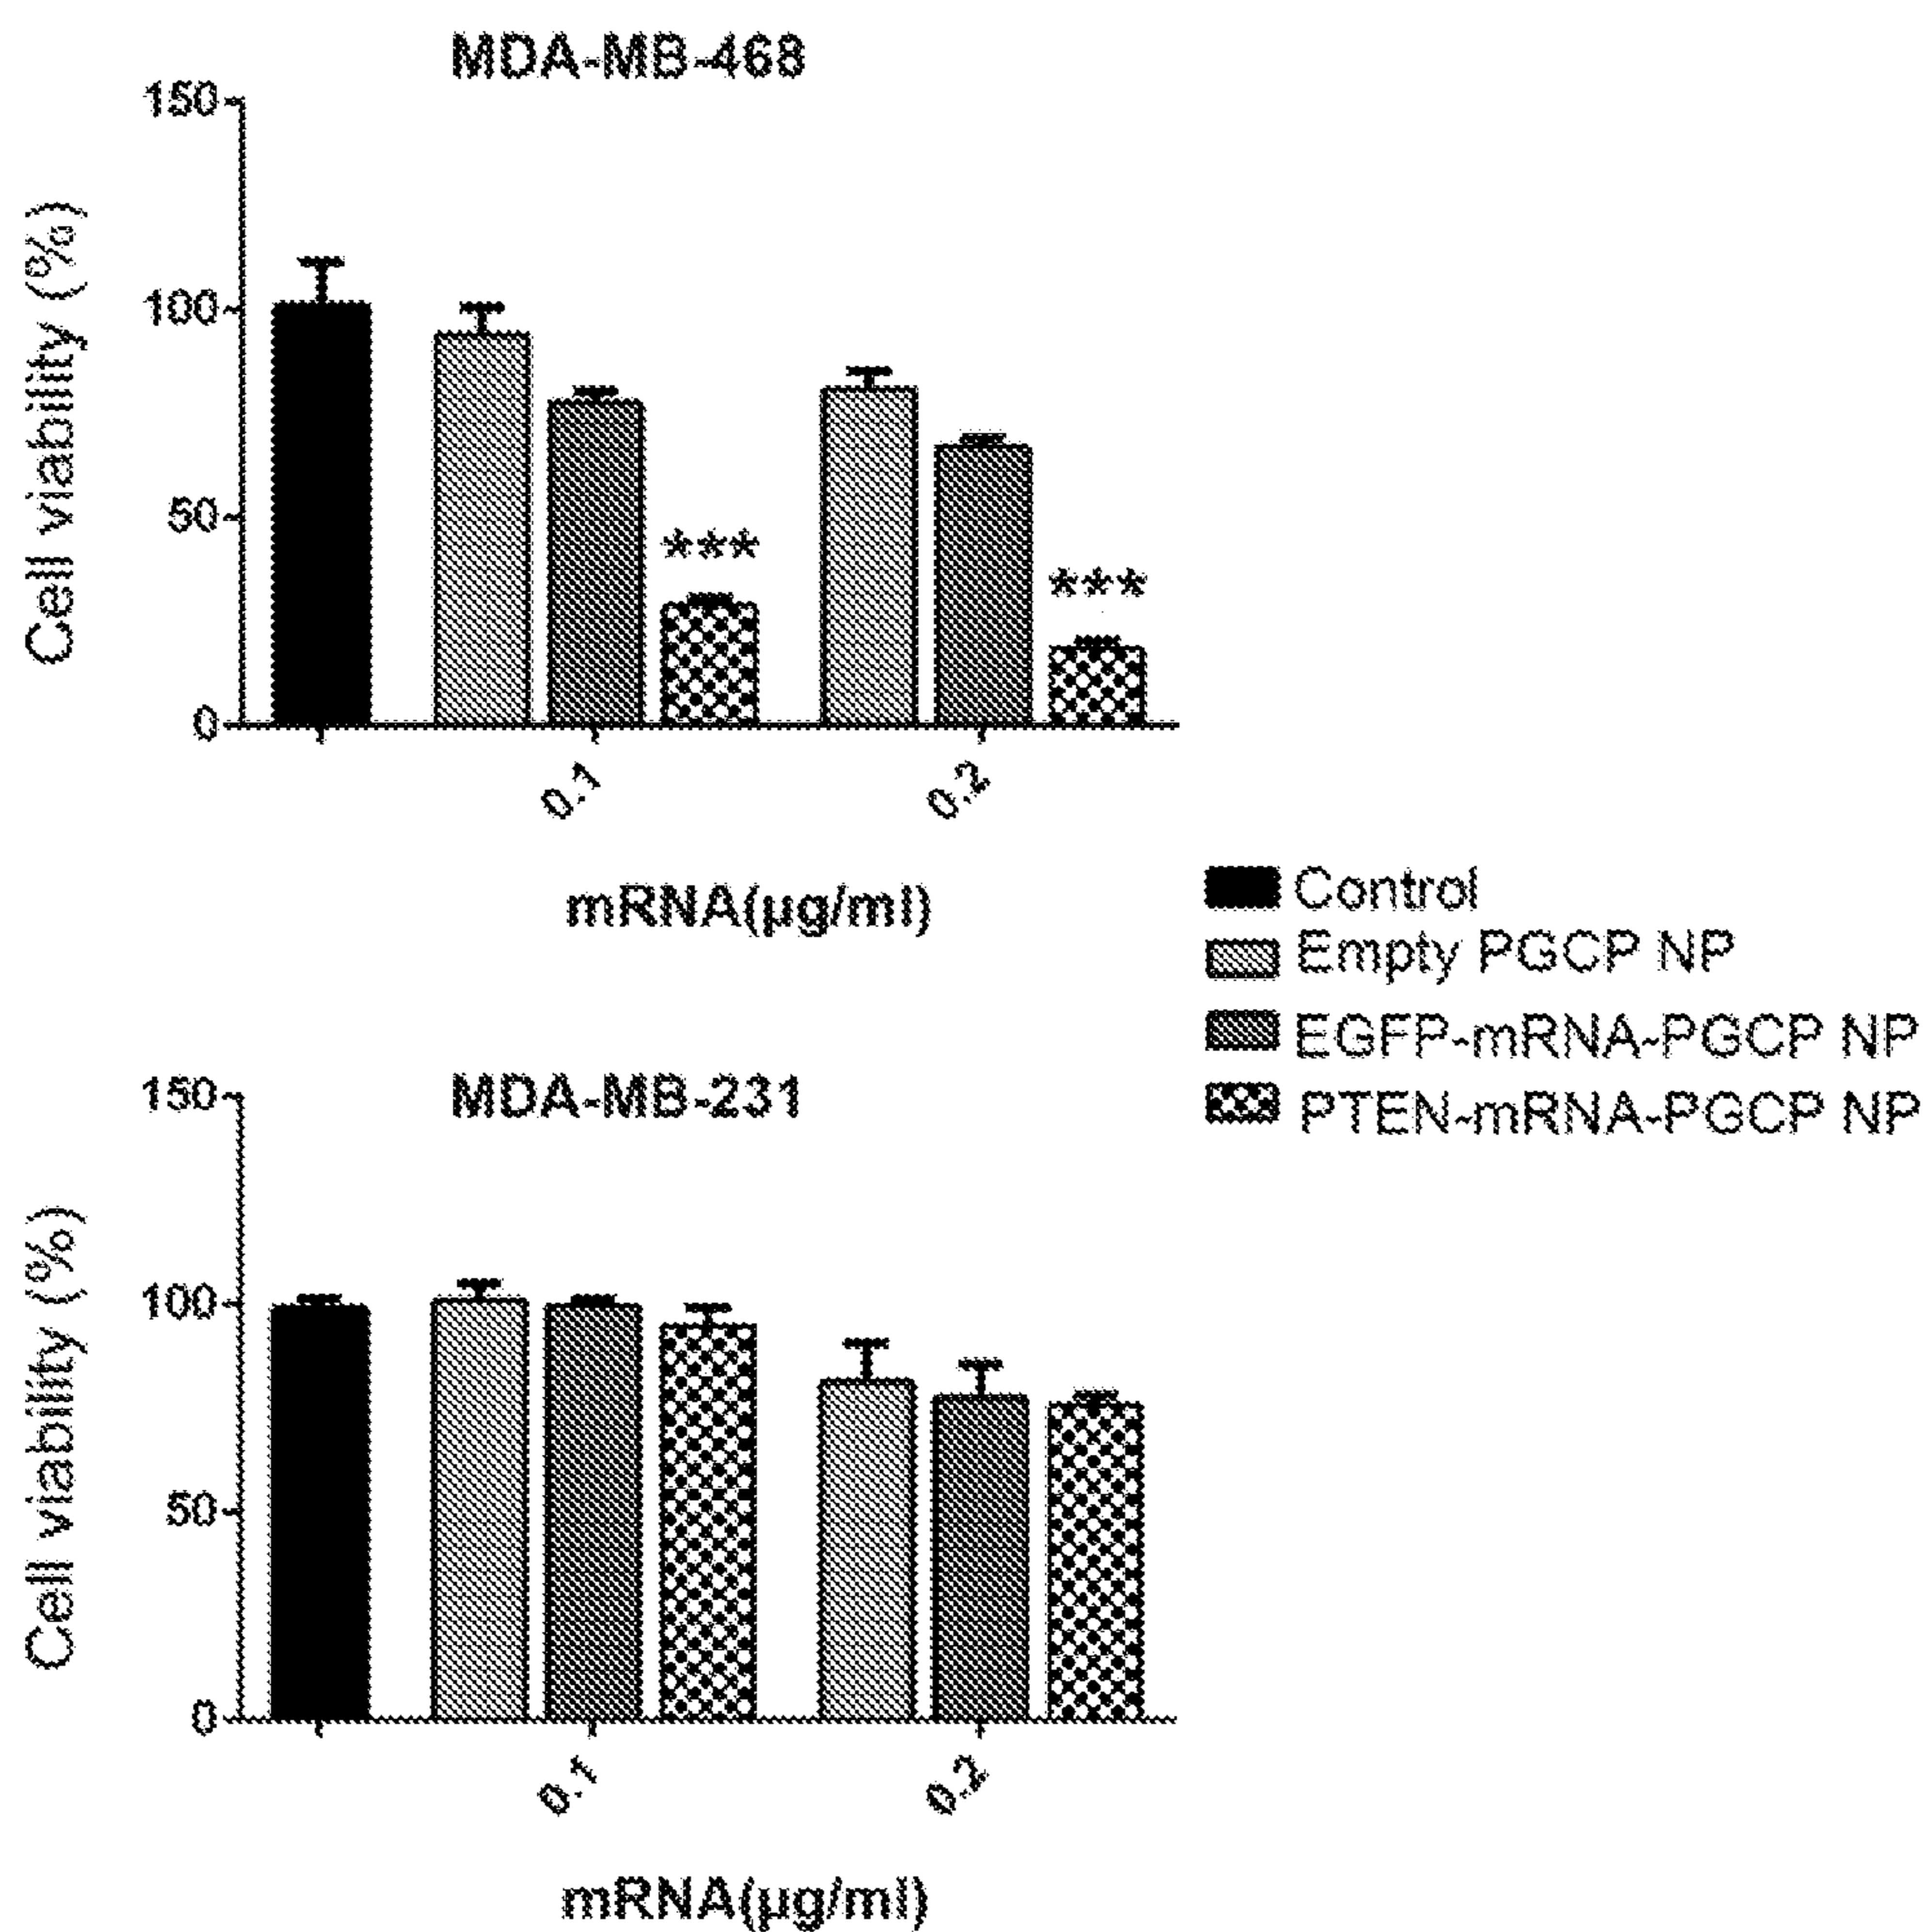 MDA-MB-468
Cell viability (%)
150
100
50
0
***
***
0.1
0.2
mRNA(µg/ml)
Control
Empty PGCP NP
EGFP-mRNA-PGCP NP
PTEN-mRNA-PGCP NP
MDA-MB-231
Cell viability (%)
150
100
50
0
0.1
0.2
mRNA(µg/ml)